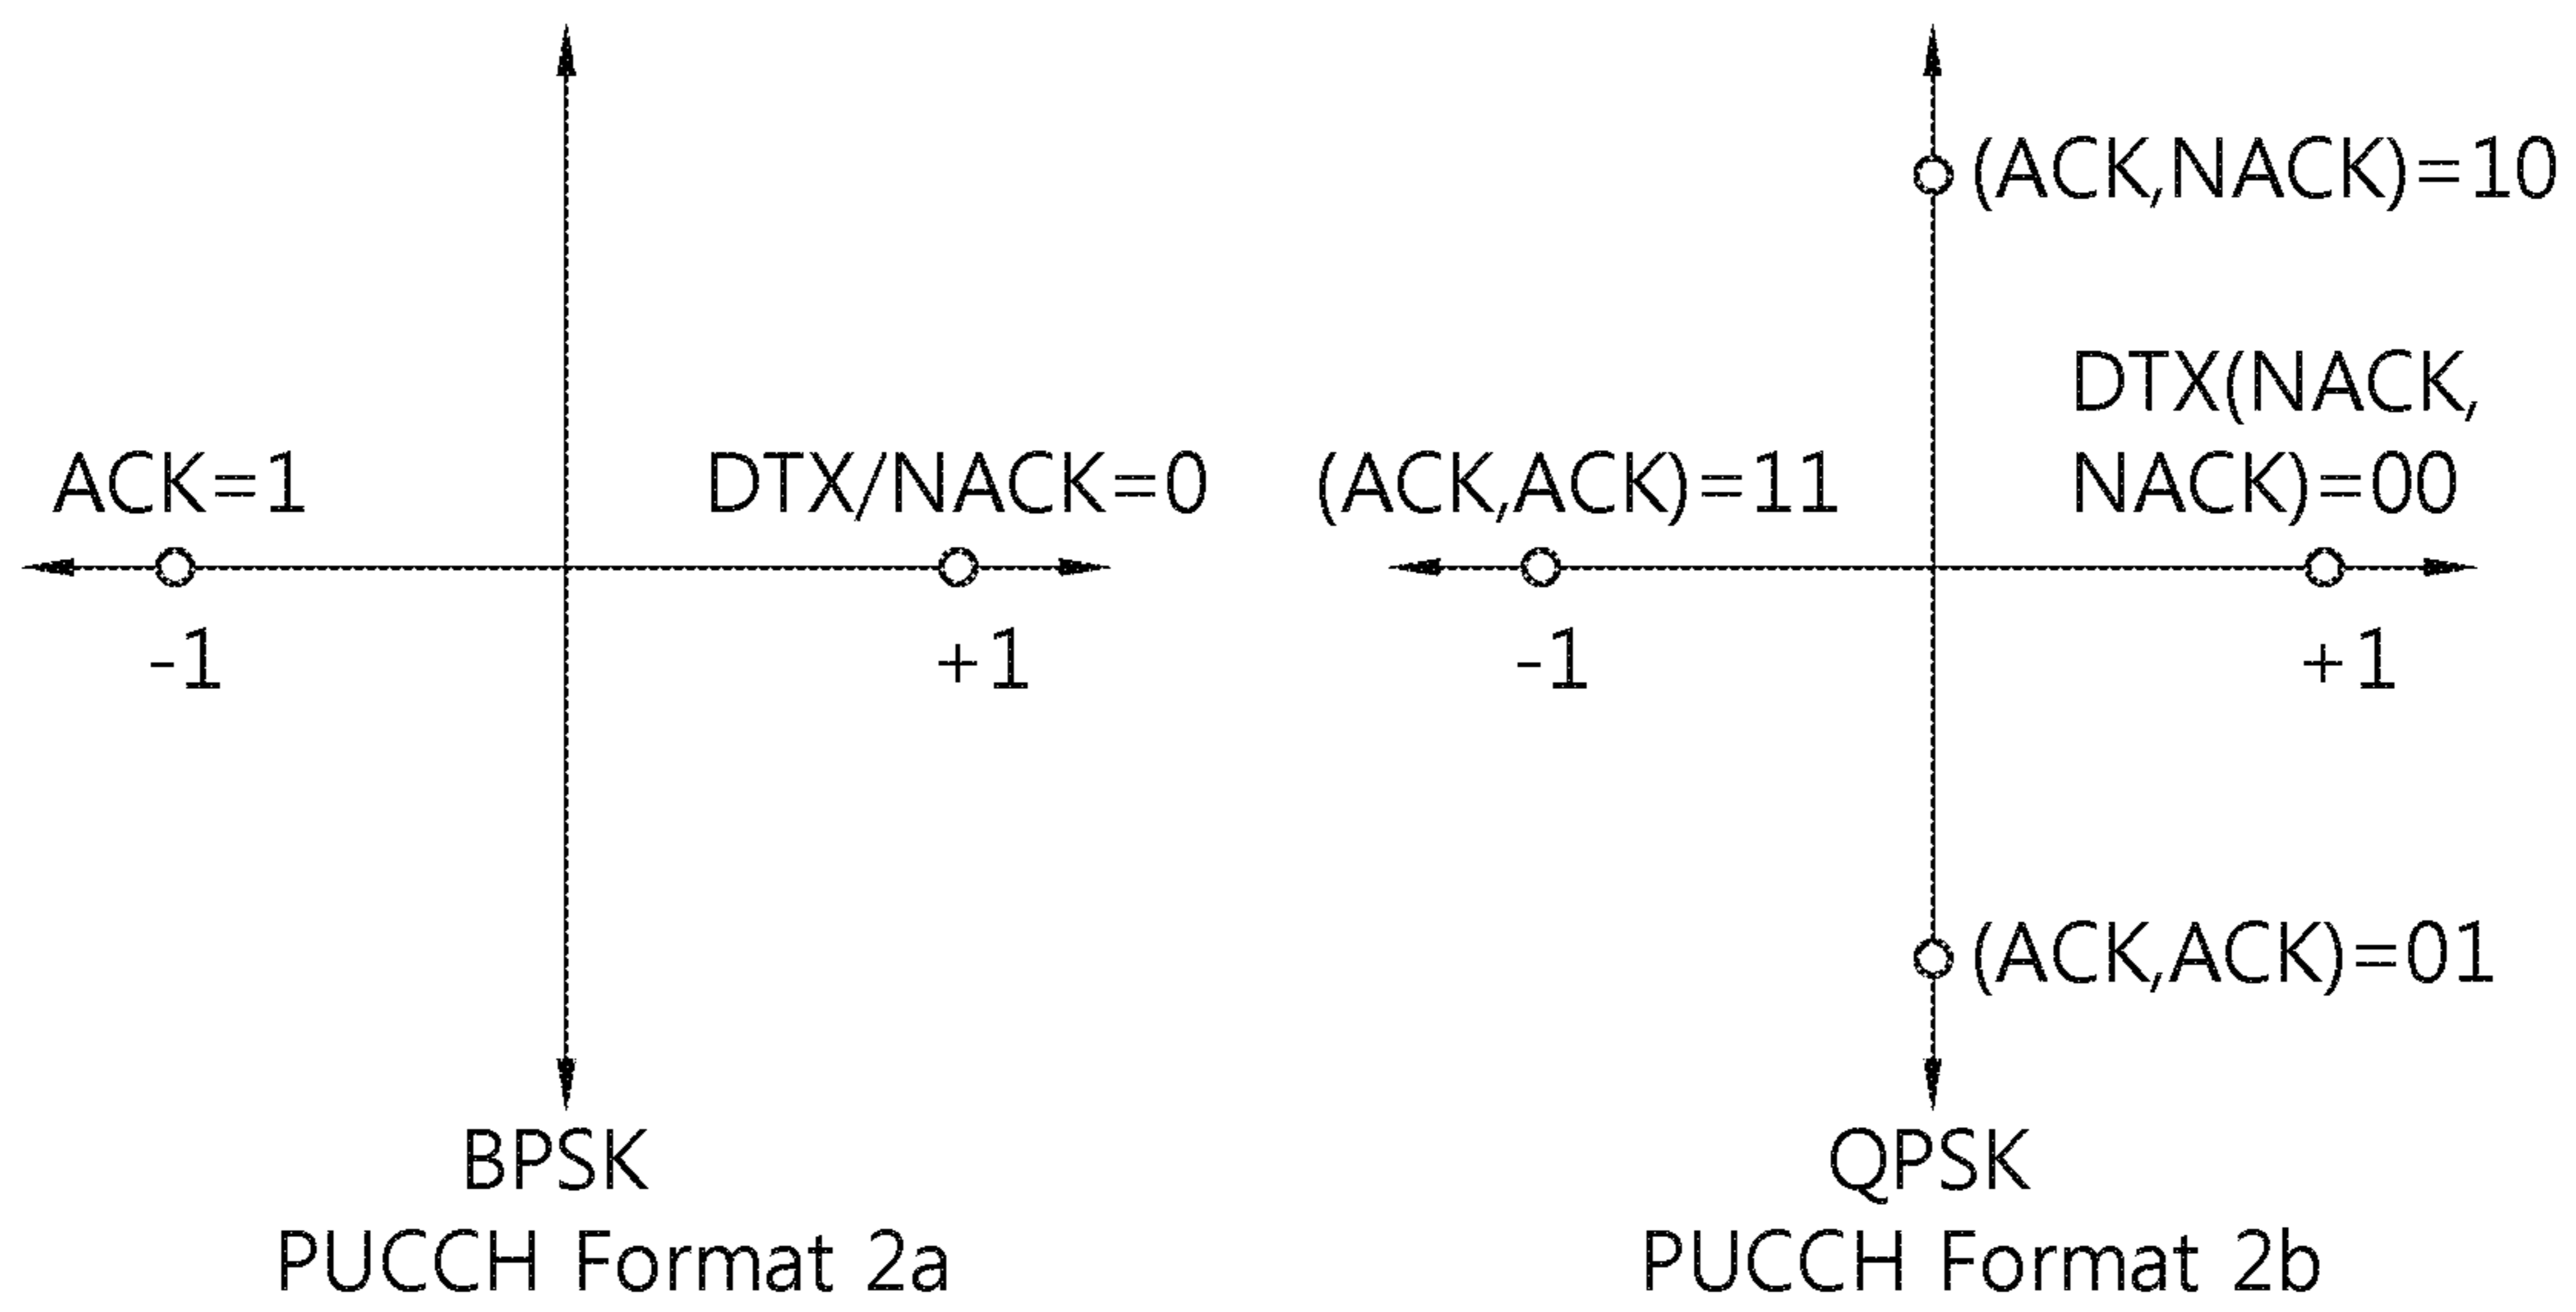 ACK=1
DTX/NACK=0
-1
+1
BPSK
PUCCH Format 2a
(ACK,NACK)=10
DTX(NACK,
NACK)=00
(ACK,ACK)=11
-1
+1
(ACK,ACK)=01
QPSK
PUCCH Format 2b